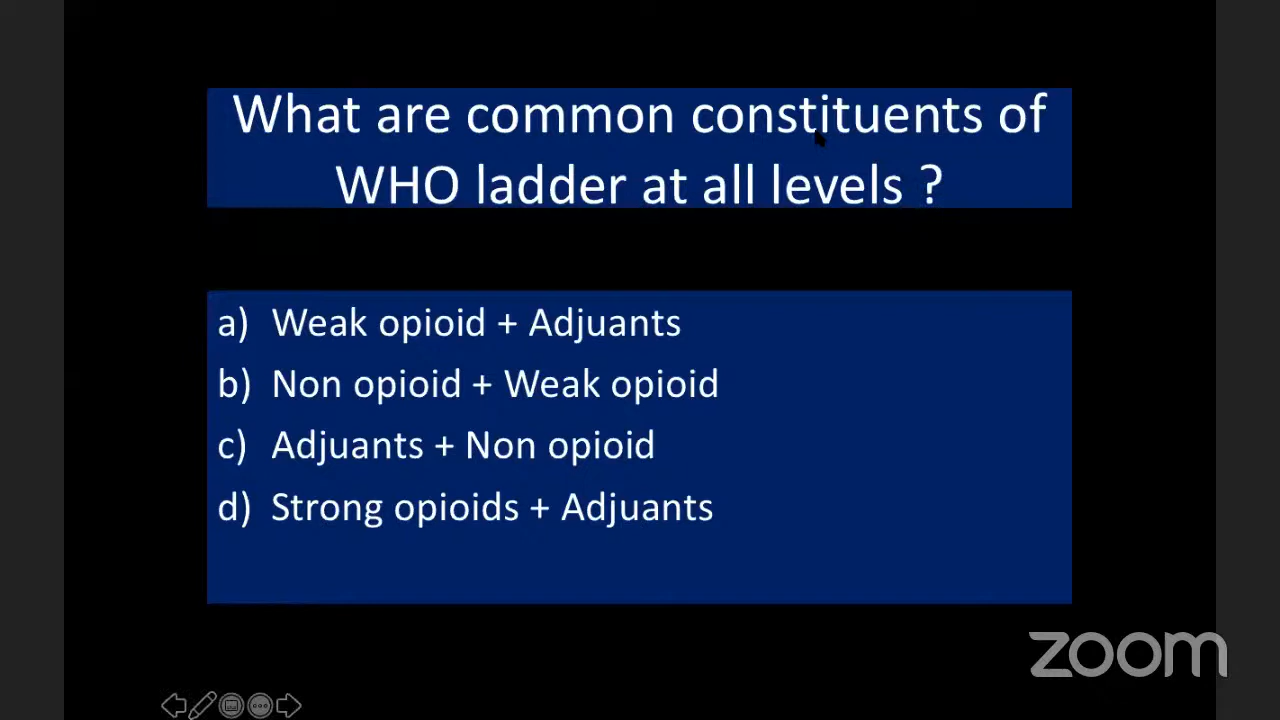 What are common constituents of
WHO ladder at all levels ?
a) Weak opioid + Adjuants
b) Non opioid + Weak opioid
c) Adjuants + Non opioid
d) Strong opioids + Adjuants
zoom